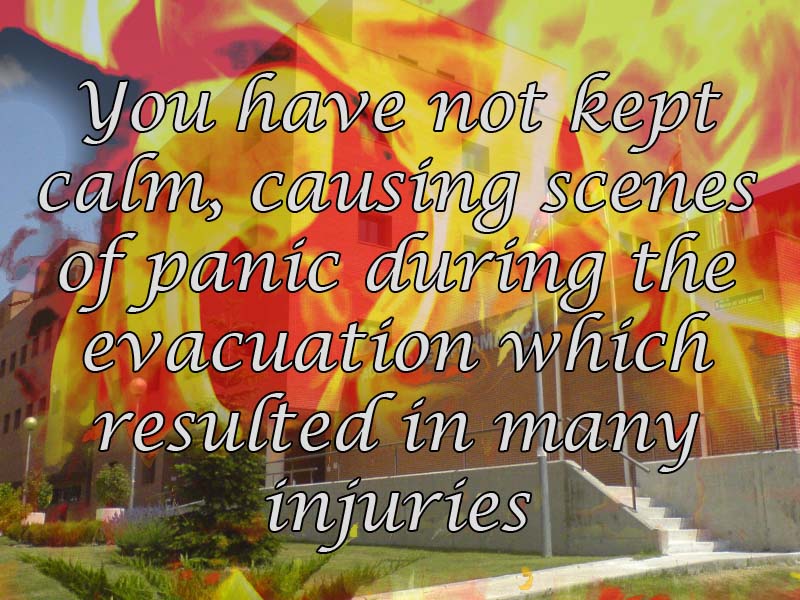 You have not kept
calm, causing scenes
of panic during the
evacuation which
resulted in many
injuries